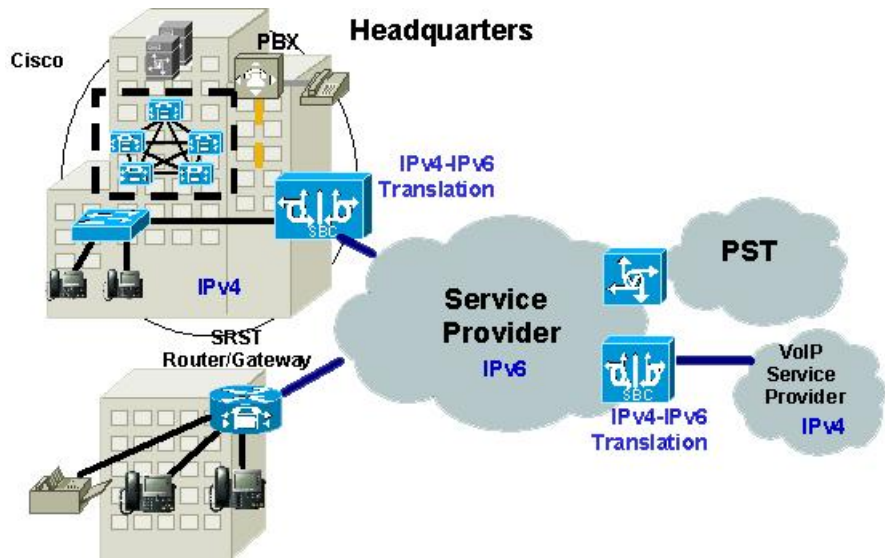 Headquarters
PBX
Cisco
IPv4-IPv6
Translation
SBC
IPv4
PST
Service
Provider
IPv6
SRST
Router/Gateway
SBC
VoIP
Service
Provider
IPv4
IPv4-IPv6
Translation